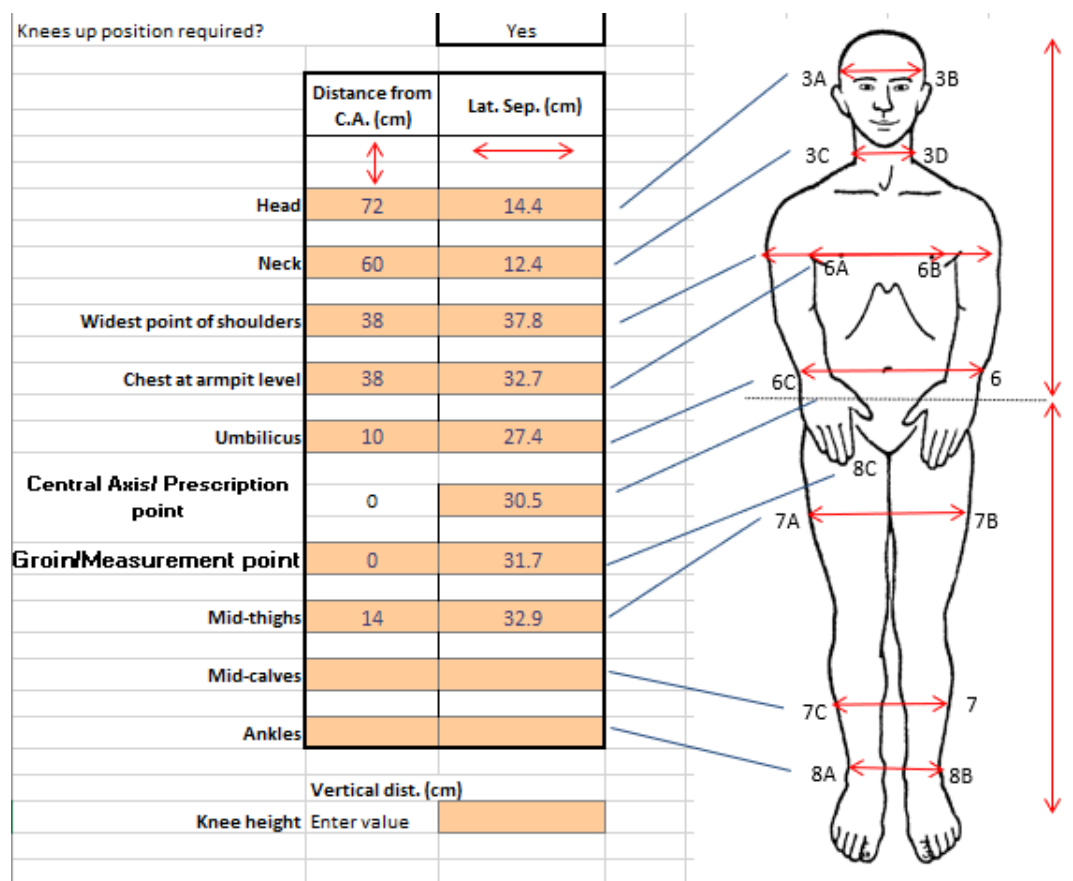 Knees up position required? Yes
Distance from C.A. (cm) Lat. Sep. (cm)
Head 72 14.4
Neck 60 12.4
Widest point of shoulders 38 37.8
Chest at armpit level 38 32.7
Umbilicus 10 27.4
Central Axis/ Prescription point 0 30.5
Groin/Measurement point 0 31.7
Mid-thighs 14 32.9
Mid-calves
Ankles
Vertical dist. (cm)
Knee height Enter value
3A 3B
3C 3D
6A 6B
6C 6
8C
7A 7B
7C 7
8A 8B